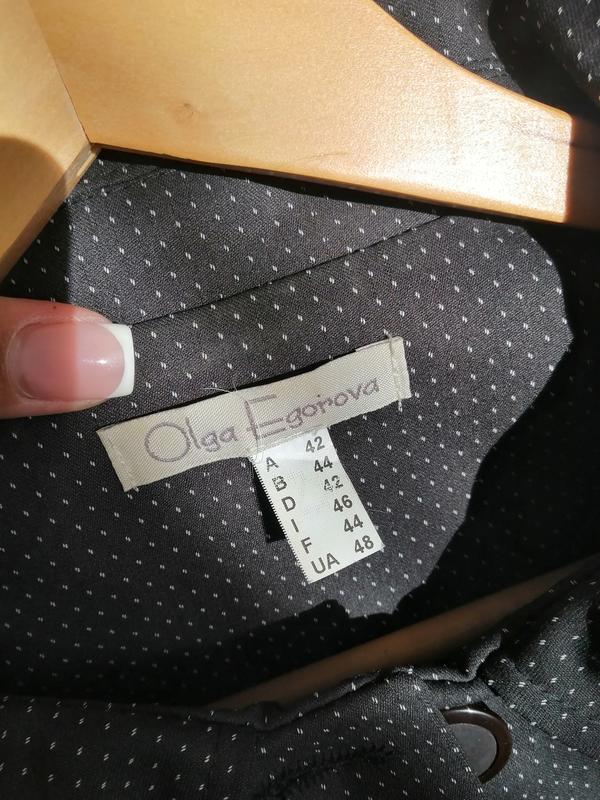 Olga Egorova
A 42
B 44
D 42
I 46
F 44
UA 48